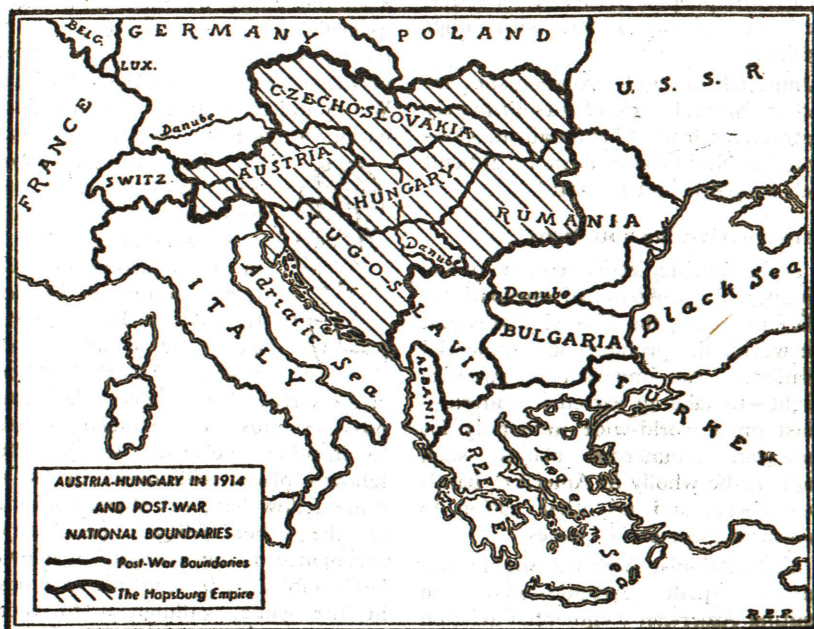 BELG.
GERMANY
POLAND
LUX.
U. S. S. R
CZECHOSLOVAKIA
FRANCE
Danube
SWITZ.
AUSTRIA
HUNGARY
RUMANIA
YUGOSLAVIA
Danube
ITALY
Adriatic Sea
Danube
Black Sea
BULGARIA
ALBANIA
TURKEY
GREECE
Aegean Sea
AUSTRIA-HUNGARY IN 1914
AND POST-WAR
NATIONAL BOUNDARIES
Post-War Boundaries
The Hapsburg Empire